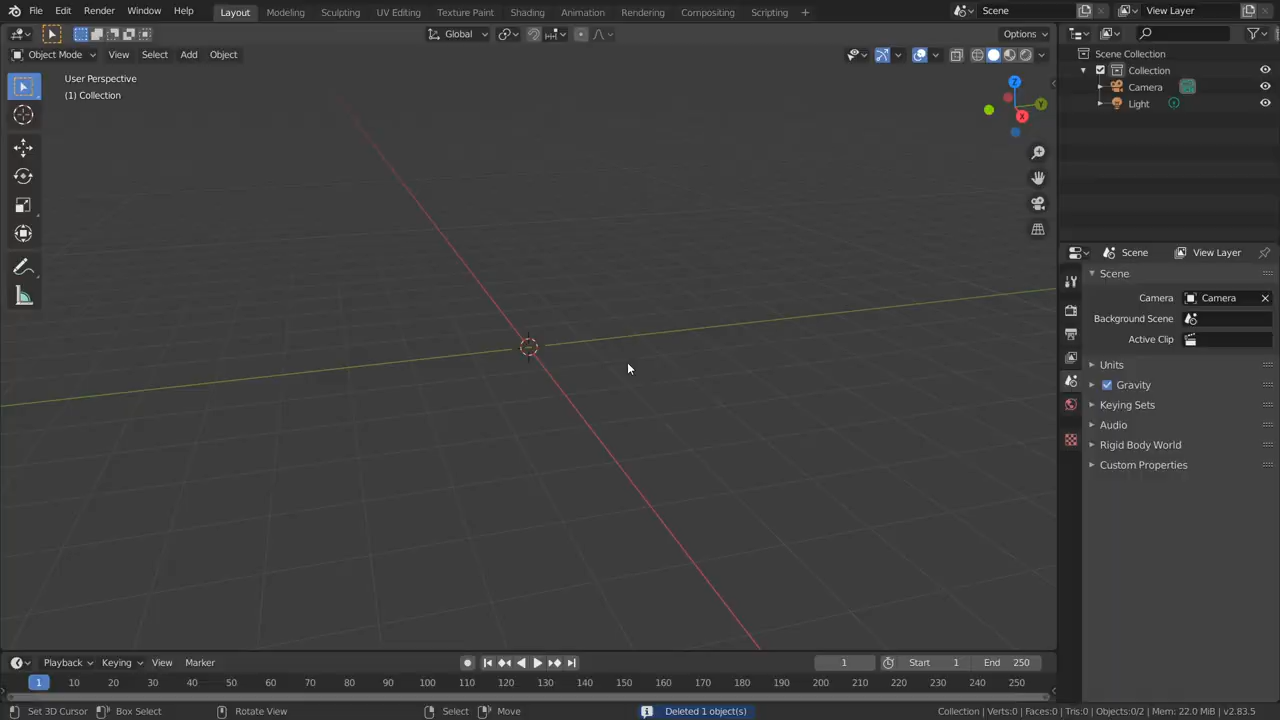 File Edit Render Window Help Layout Modeling Sculpting UV Editing Texture Paint Shading Animation Rendering Compositing Scripting + Scene View Layer
Global Options
Object Mode View Select Add Object
User Perspective
(1) Collection
Z
Y
X
Scene Collection
Collection
Camera
Light
Scene View Layer
Scene
Camera Camera
Background Scene
Active Clip
Units
Gravity
Keying Sets
Audio
Rigid Body World
Custom Properties
Playback Keying View Marker 1 Start 1 End 250
1 10 20 30 40 50 60 70 80 90 100 110 120 130 140 150 160 170 180 190 200 210 220 230 240 250
Set 3D Cursor Box Select Rotate View Select Move Deleted 1 object(s) Collection | Verts:0 | Faces:0 | Tris:0 | Objects:0/2 | Mem: 22.0 MiB | v2.83.5